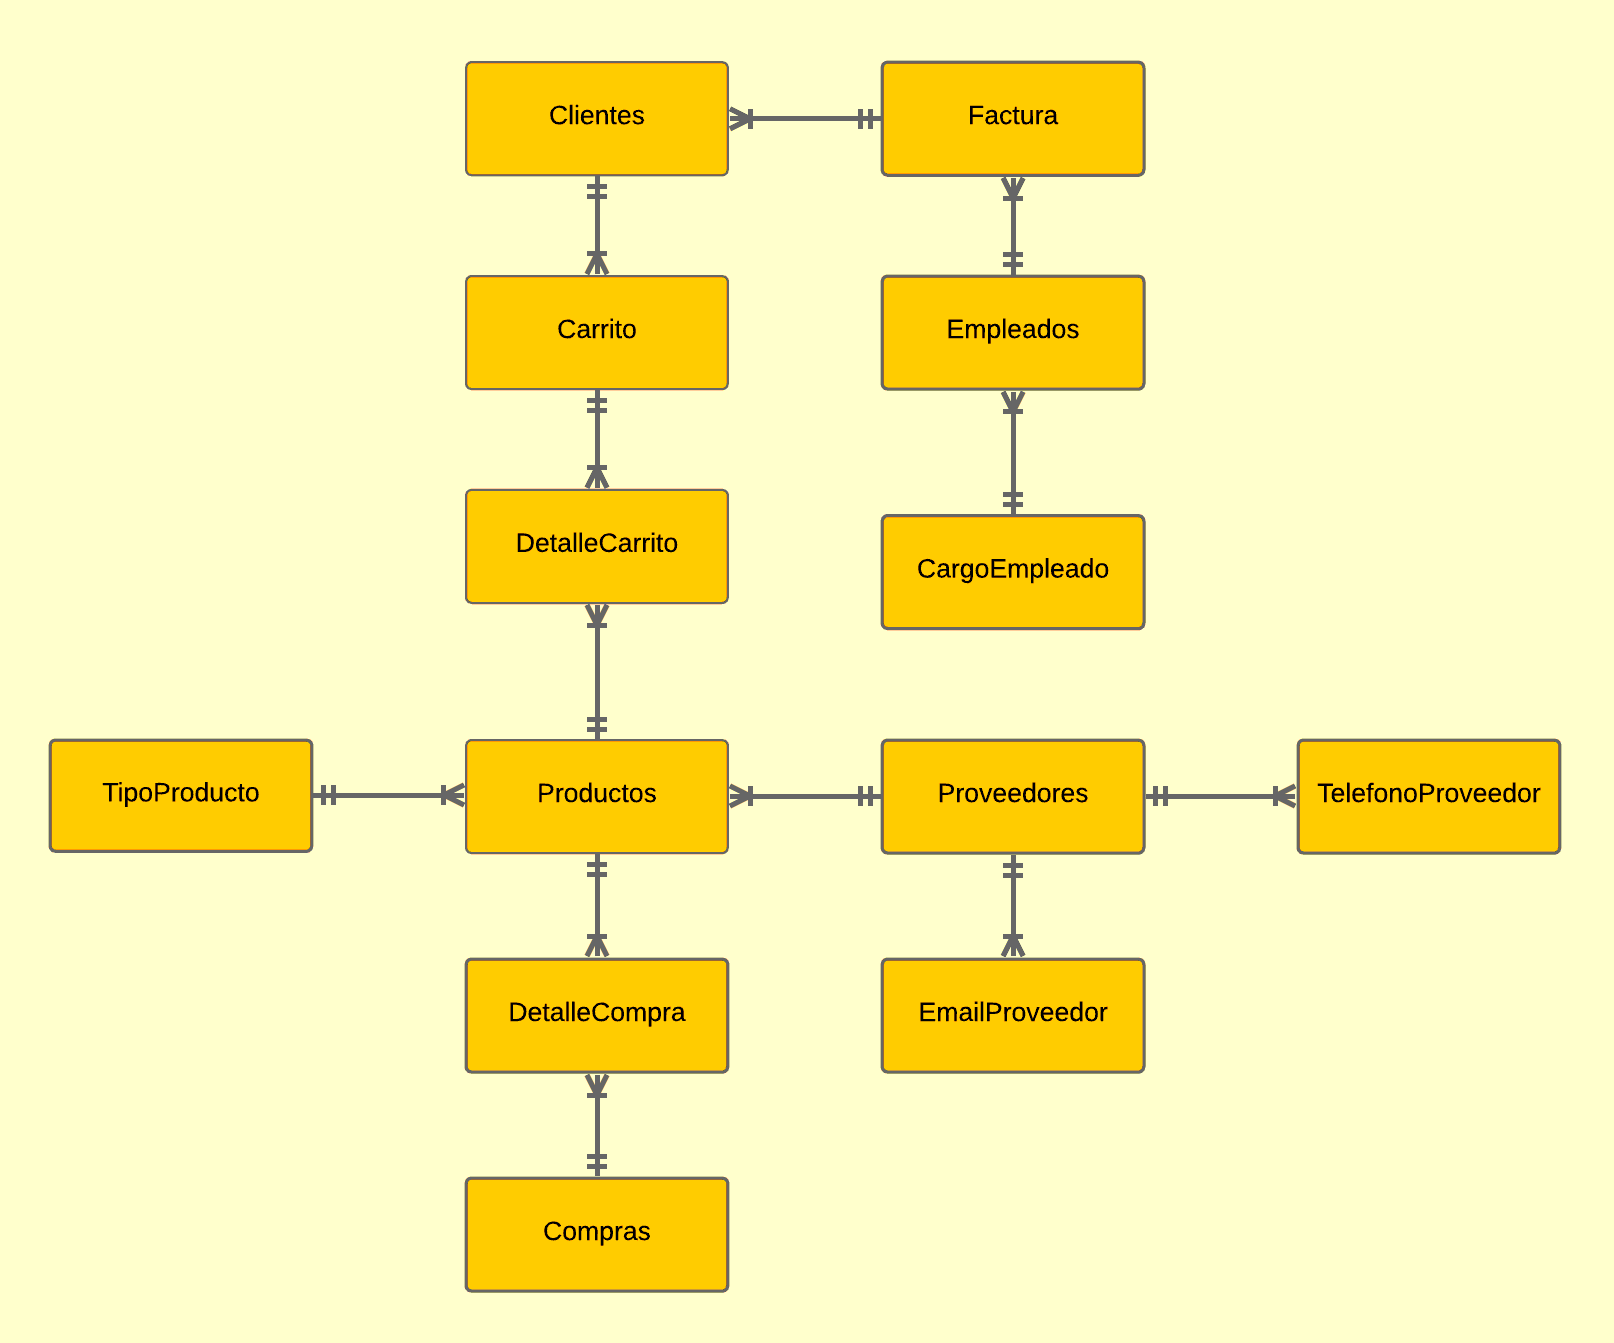 Clientes
Factura
Carrito
Empleados
DetalleCarrito
CargoEmpleado
TipoProducto
Productos
Proveedores
TelefonoProveedor
DetalleCompra
EmailProveedor
Compras